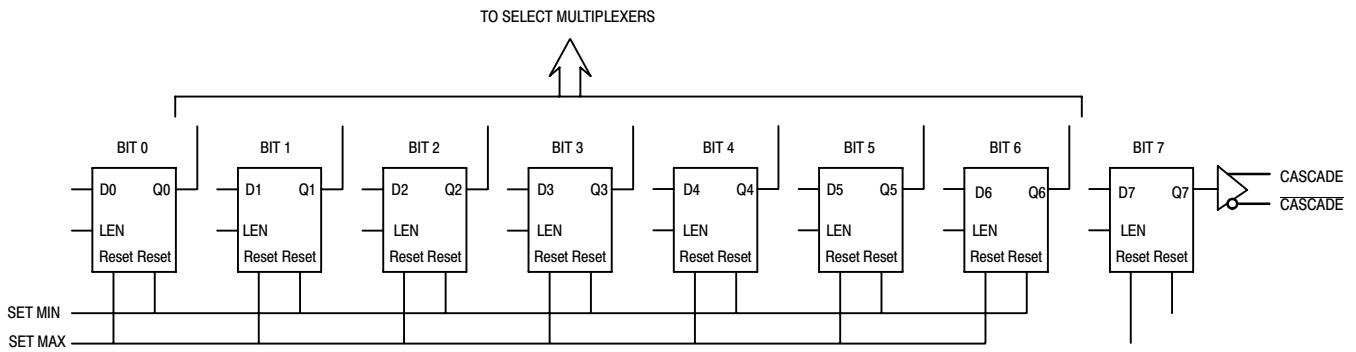 TO SELECT MULTIPLEXERS
BIT 0 BIT 1 BIT 2 BIT 3 BIT 4 BIT 5 BIT 6 BIT 7
D0 Q0 D1 Q1 D2 Q2 D3 Q3 D4 Q4 D5 Q5 D6 Q6 D7 Q7 CASCADE
CASCADE
LEN LEN LEN LEN LEN LEN LEN LEN
Reset Reset Reset Reset Reset Reset Reset Reset Reset Reset Reset Reset Reset Reset Reset Reset
SET MIN
SET MAX